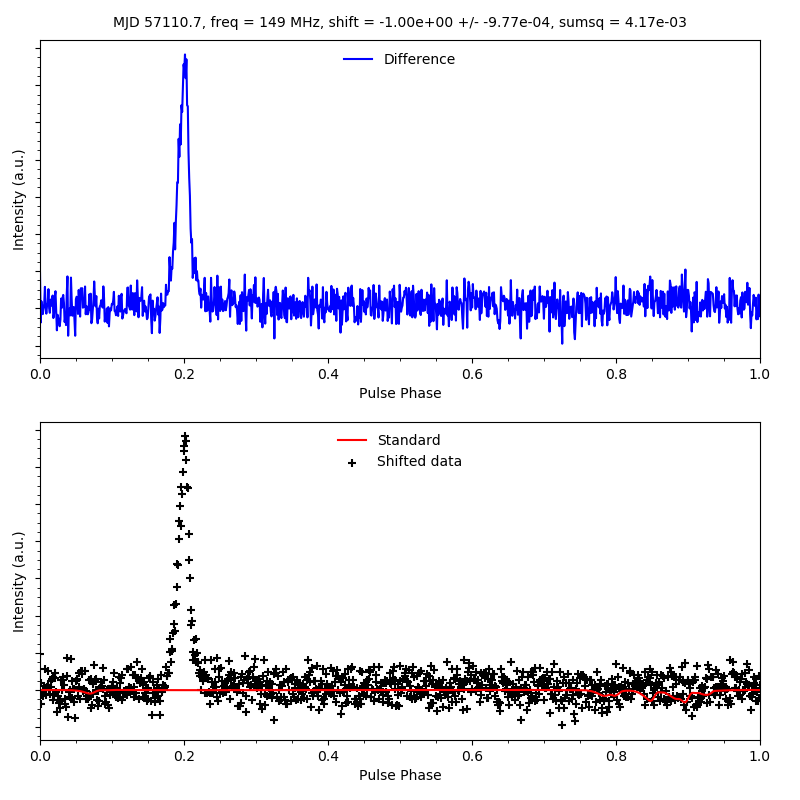 MJD 57110.7, freq = 149 MHz, shift = -1.00e+00 +/- -9.77e-04, sumsq = 4.17e-03
Difference
Intensity (a.u.)
0.0 0.2 0.4 0.6 0.8 1.0
Pulse Phase
Standard
Shifted data
Intensity (a.u.)
0.0 0.2 0.4 0.6 0.8 1.0
Pulse Phase